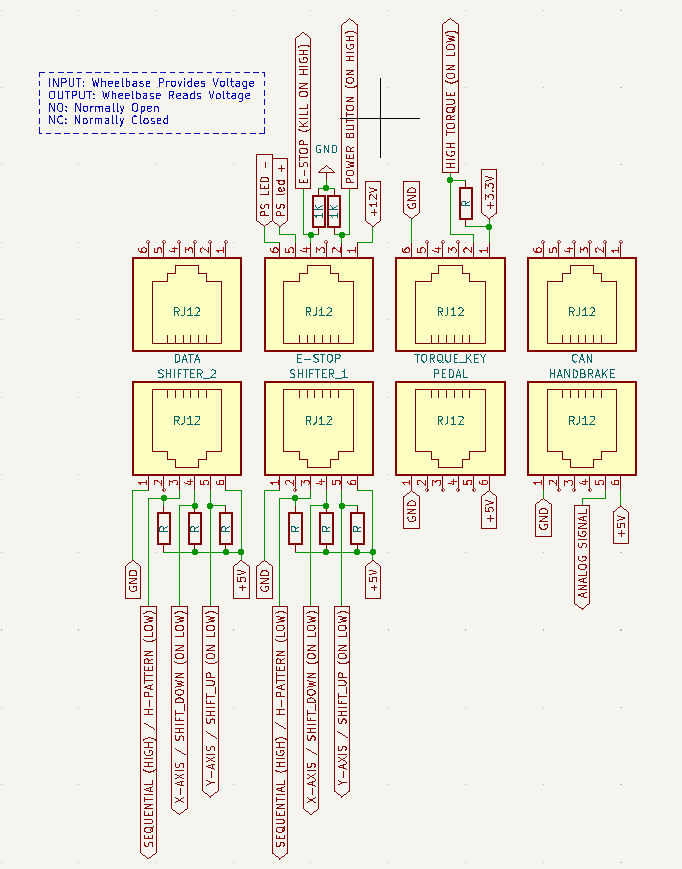 INPUT: Wheelbase Provides Voltage
OUTPUT: Wheelbase Reads Voltage
NO: Normally Open
NC: Normally Closed
PS LED -
PS led +
E-STOP (KILL ON HIGH)
GND
POWER BUTTON (ON HIGH)
+12V
GND
HIGH TORQUE (ON LOW)
+3.3V
1K
1K
R
6 5 4 3 2 1
6 5 4 3 2 1
6 5 4 3 2 1
6 5 4 3 2 1
RJ12
RJ12
RJ12
RJ12
DATA
E-STOP
TORQUE_KEY
CAN
SHIFTER_2
SHIFTER_1
PEDAL
HANDBRAKE
RJ12
RJ12
RJ12
RJ12
1 2 3 4 5 6
1 2 3 4 5 6
1 2 3 4 5 6
1 2 3 4 5 6
R
R
R
R
R
R
GND
+5V
GND
+5V
GND
+5V
GND
ANALOG SIGNAL
+5V
SEQUENTIAL (HIGH) / H-PATTERN (LOW)
X-AXIS / SHIFT_DOWN (ON LOW)
Y-AXIS / SHIFT_UP (ON LOW)
SEQUENTIAL (HIGH) / H-PATTERN (LOW)
X-AXIS / SHIFT_DOWN (ON LOW)
Y-AXIS / SHIFT_UP (ON LOW)